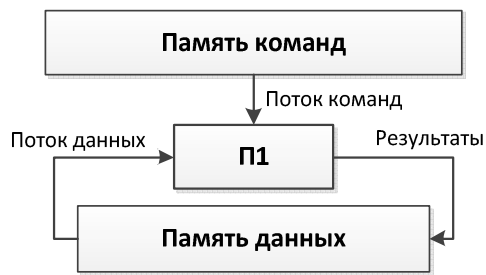 Память команд
Поток команд
Поток данных
Результаты
П1
Память данных